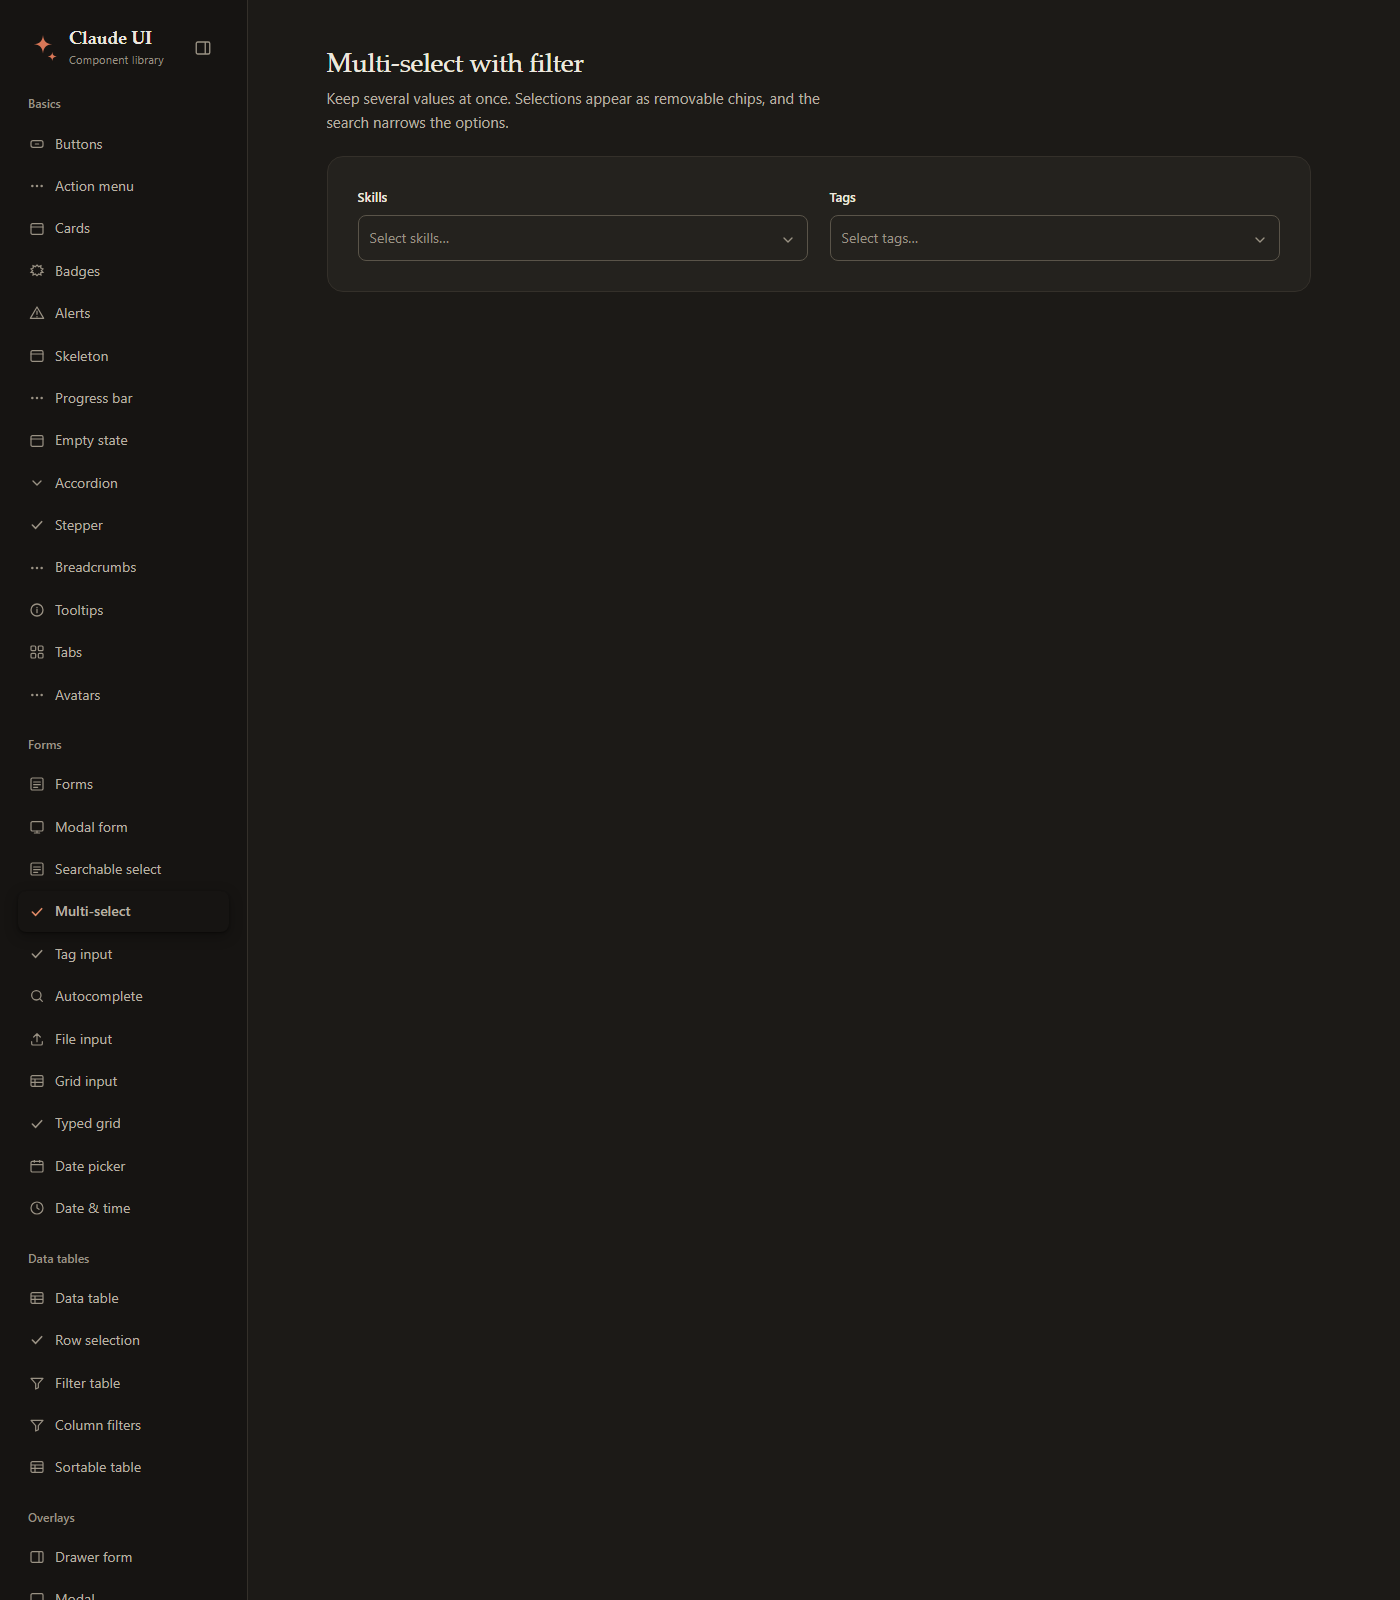 Claude UI
Component library
Basics
Buttons
Action menu
Cards
Badges
Alerts
Skeleton
Progress bar
Empty state
Accordion
Stepper
Breadcrumbs
Tooltips
Tabs
Avatars
Forms
Forms
Modal form
Searchable select
Multi-select
Tag input
Autocomplete
File input
Grid input
Typed grid
Date picker
Date & time
Data tables
Data table
Row selection
Filter table
Column filters
Sortable table
Overlays
Drawer form
Modal
Multi-select with filter
Keep several values at once. Selections appear as removable chips, and the
search narrows the options.
Skills
Select skills...
Tags
Select tags...